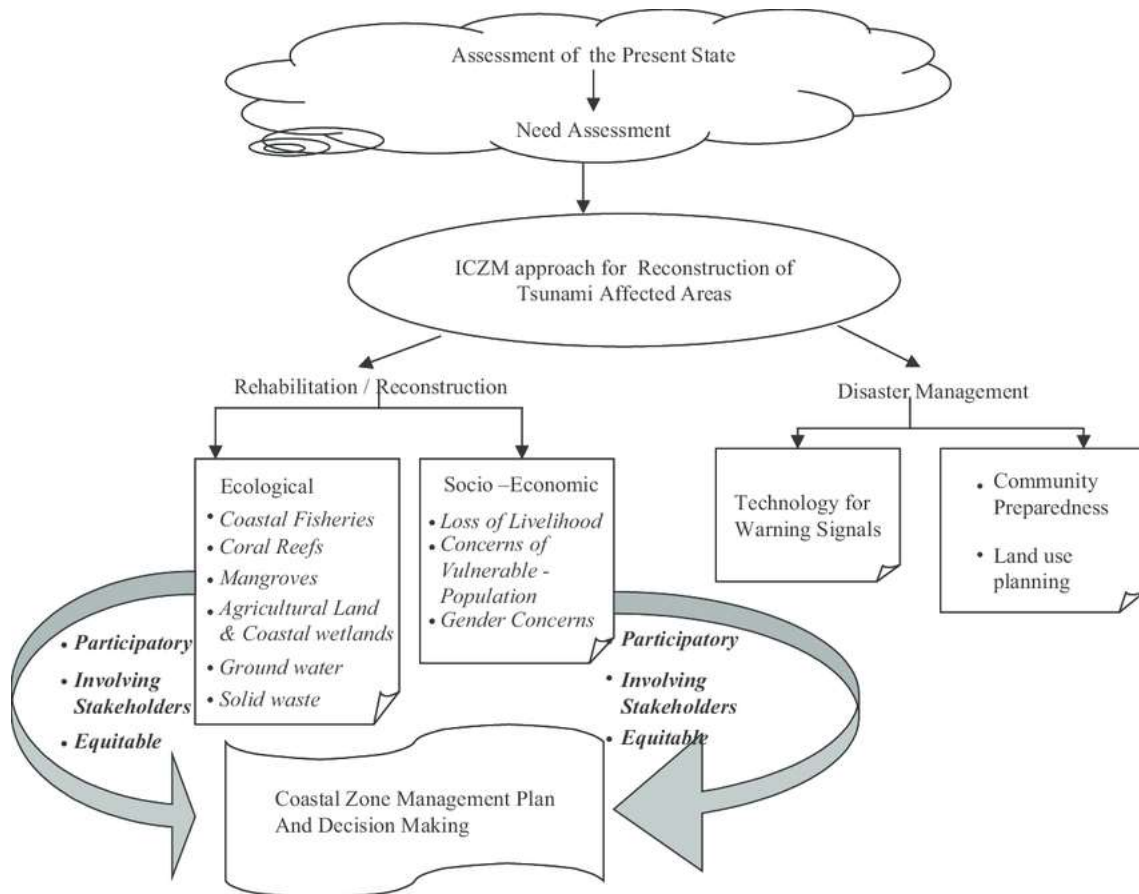 Assessment of the Present State
Need Assessment
ICZM approach for Reconstruction of
Tsunami Affected Areas
Rehabilitation / Reconstruction
Disaster Management
Ecological
• Coastal Fisheries
• Coral Reefs
• Mangroves
• Agricultural Land
& Coastal wetlands
• Ground water
• Solid waste
Socio –Economic
• Loss of Livelihood
• Concerns of
Vulnerable -
Population
• Gender Concerns
Technology for
Warning Signals
• Community
Preparedness
• Land use
planning
• Participatory
• Involving
Stakeholders
• Equitable
• Participatory
• Involving
Stakeholders
• Equitable
Coastal Zone Management Plan
And Decision Making